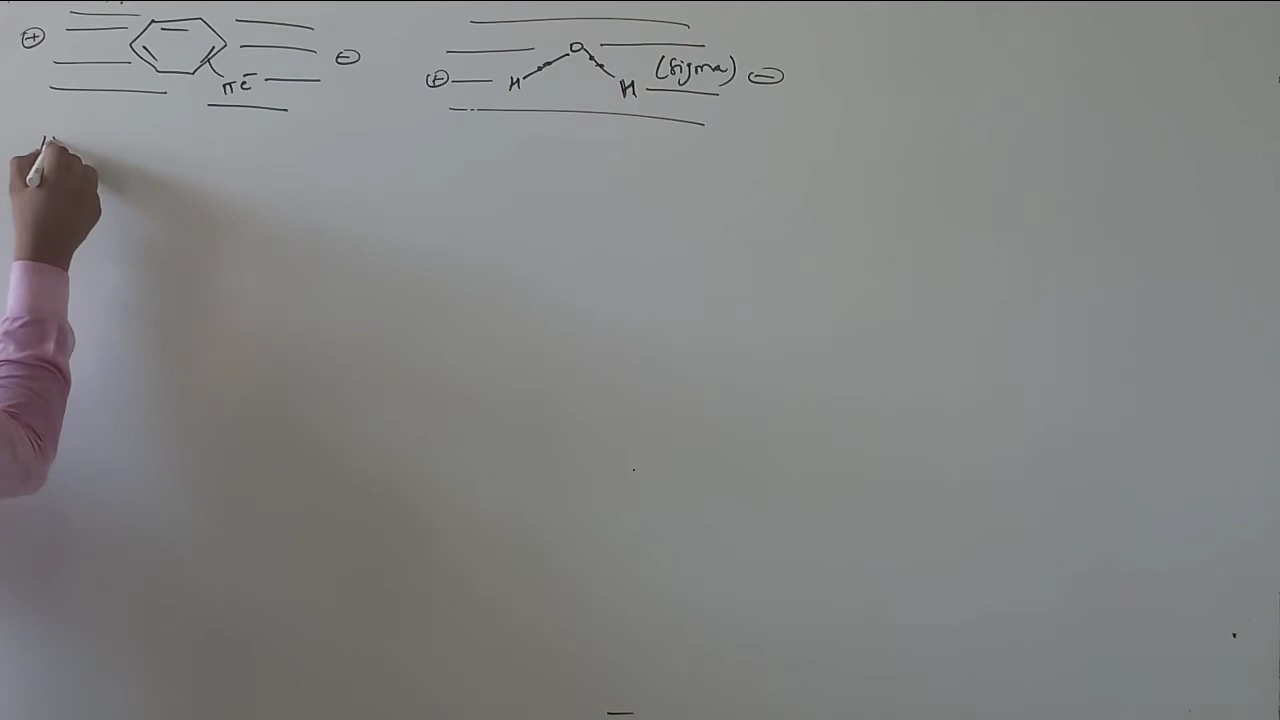 ⊕ πē ⊖
O
⊕ H H (Sigma) ⊖